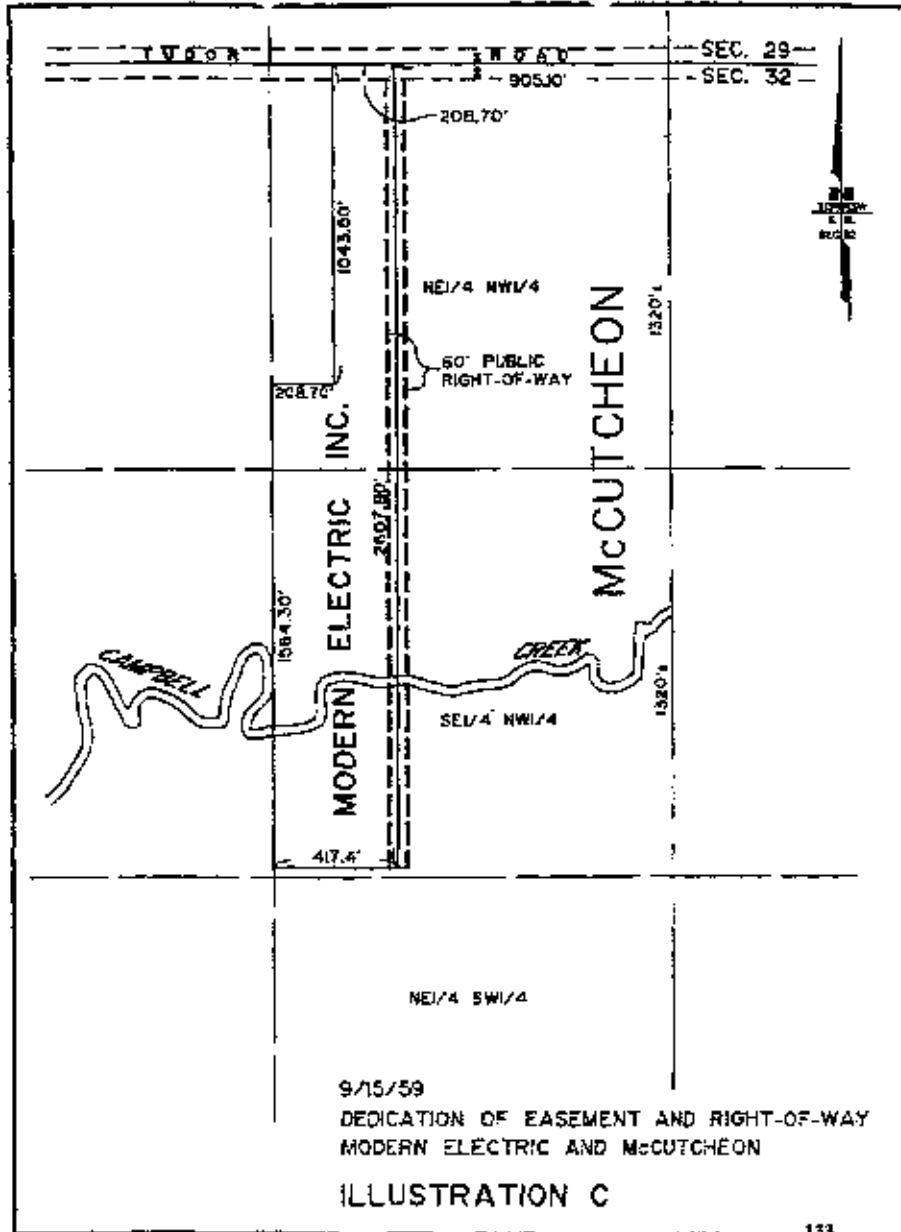 TUDOR ROAD
SEC. 29
SEC. 32
905.10'
208.70'
1043.60'
NE1/4 NW1/4
McCUTCHEON
1320'±
60' PUBLIC
RIGHT-OF-WAY
208.70'
MODERN ELECTRIC INC.
2607.80'
1564.30'
CAMPBELL CREEK
SE1/4 NW1/4
1320'±
417.4'
NE1/4 SW1/4
9/15/59
DEDICATION OF EASEMENT AND RIGHT-OF-WAY
MODERN ELECTRIC AND McCUTCHEON
ILLUSTRATION C
133